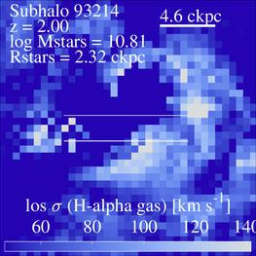 Subhalo 93214
4.6 ckpc
z = 2.00
log Mstars = 10.81
Rstars = 2.32 ckpc
los σ (H-alpha gas) [km s⁻¹]
60 80 100 120 140